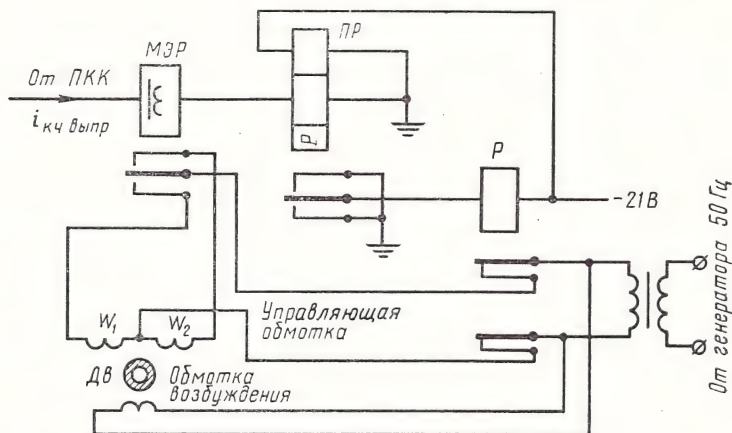 МЭР
ПР
От ПКК
i кч выпр
Р
Р
-21В
От генератора 50 Гц
Управляющая
обмотка
W1
W2
ДВ
Обмотка
возбуждения